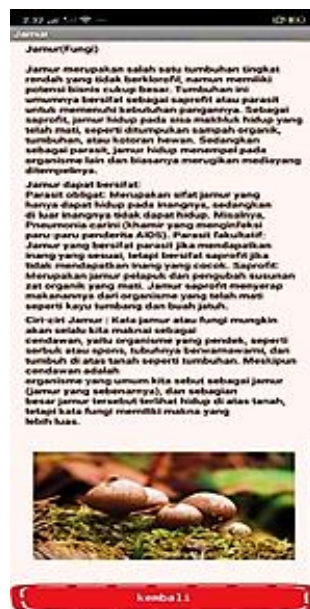 2.32
Jamur
Jamur(Fungi)
Jamur merupakan salah satu tumbuhan tingkat
rendah yang tidak berklorofil, namun memiliki
potensi bisnis cukup besar. Tumbuhan ini
umumnya bersifat sebagai saprofit atau parasit
untuk memenuhi kebutuhan pangannya. Sebagai
saprofit, jamur hidup pada sisa makhluk hidup yang
telah mati, seperti ditumpukan sampah organik,
tumbuhan, atau kotoran hewan. Sedangkan
sebagai parasit, jamur hidup menempel pada
organisme lain dan biasanya merugikan mediayang
ditempelnya.
Jamur dapat bersifat:
Parasit obligat: Merupakan sifat jamur yang
hanya dapat hidup pada inangnya, sedangkan
di luar inangnya tidak dapat hidup. Misalnya,
Pneumonia carini (khamir yang menginfeksi
paru-paru penderita AIDS). Parasit fakultatif:
Jamur yang bersifat parasit jika mendapatkan
inang yang sesuai, tetapi bersifat saprofit jika
tidak mendapatkan inang yang cocok. Saprofit:
Merupakan jamur pelapuk dan pengubah susunan
zat organik yang mati. Jamur saprofit menyerap
makanannya dari organisme yang telah mati
seperti kayu tumbang dan buah jatuh.
Ciri-ciri Jamur : Kata jamur atau fungi mungkin
akan selalu kita maknai sebagai
cendawan, yaitu organisme yang pendek, seperti
serbuk atau spons, tubuhnya berwarnawarni, dan
tumbuh di atas tanah seperti tumbuhan. Meskipun
cendawan adalah
organisme yang umum kita sebut sebagai jamur
(jamur yang sebenarnya), dan sebagian
besar jamur tersebut terlihat hidup di atas tanah,
tetapi kata fungi memiliki makna yang
lebih luas.
kembali